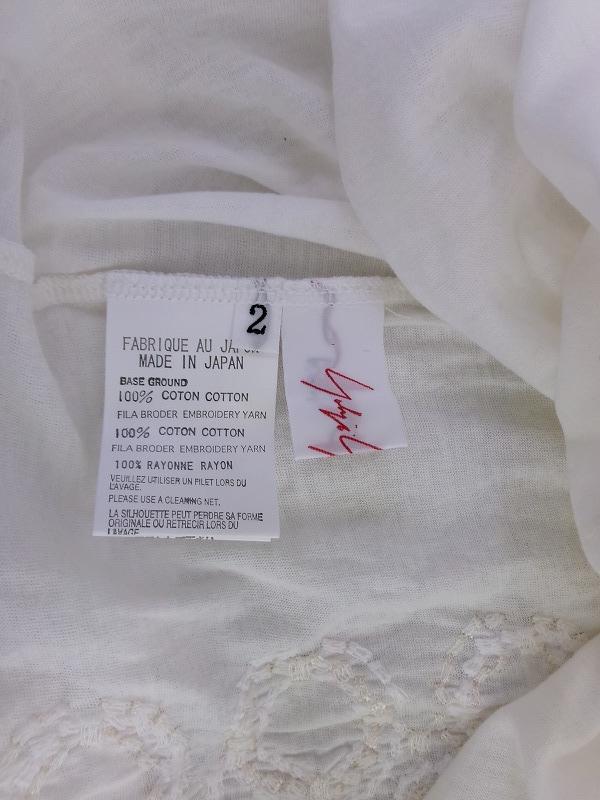 2
FABRIQUE AU JAPON
MADE IN JAPAN
BASE GROUND
100% COTON COTTON
FILA BRODER EMBROIDERY YARN
100% COTON COTTON
FILA BRODER EMBROIDERY YARN
100% RAYONNE RAYON
VEUILLEZ UTILISER UN FILET LORS DU
LAVAGE.
PLEASE USE A CLEANING NET.
LA SILHOUETTE PEUT PERDRE SA FORME
ORIGINALE OU RETRECIR LORS DU
LAVAGE